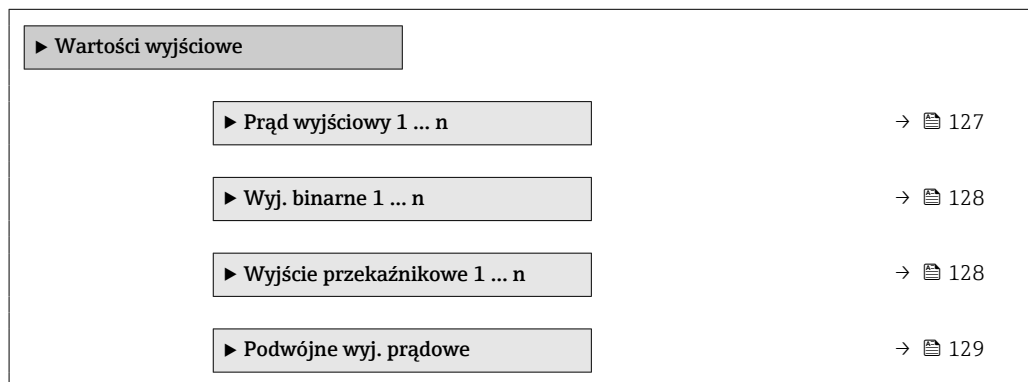 ▶ Wartości wyjściowe
▶ Prąd wyjściowy 1 … n → 127
▶ Wyj. binarne 1 … n → 128
▶ Wyjście przekaźnikowe 1 … n → 128
▶ Podwójne wyj. prądowe → 129